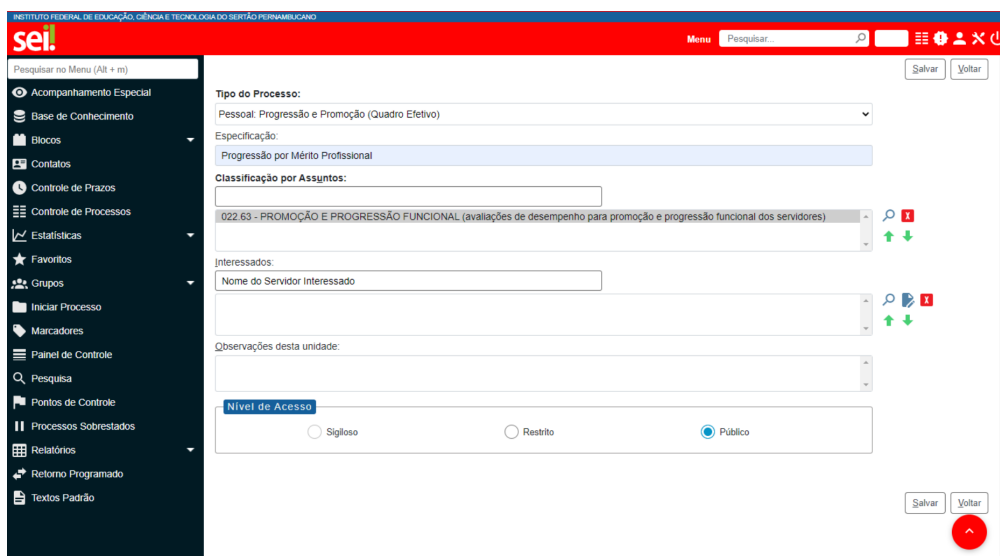 INSTITUTO FEDERAL DE EDUCAÇÃO, CIÊNCIA E TECNOLOGIA DO SERTÃO PERNAMBUCANO
sei!
Menu
Pesquisar...
Pesquisar no Menu (Alt + m)
Acompanhamento Especial
Base de Conhecimento
Blocos
Contatos
Controle de Prazos
Controle de Processos
Estatísticas
Favoritos
Grupos
Iniciar Processo
Marcadores
Painel de Controle
Pesquisa
Pontos de Controle
Processos Sobrestados
Relatórios
Retorno Programado
Textos Padrão
Salvar Voltar
Tipo do Processo:
Pessoal: Progressão e Promoção (Quadro Efetivo)
Especificação:
Progressão por Mérito Profissional
Classificação por Assuntos:
022.63 - PROMOÇÃO E PROGRESSÃO FUNCIONAL (avaliações de desempenho para promoção e progressão funcional dos servidores)
Interessados:
Nome do Servidor Interessado
Observações desta unidade:
Nível de Acesso
Sigiloso Restrito Público
Salvar Voltar